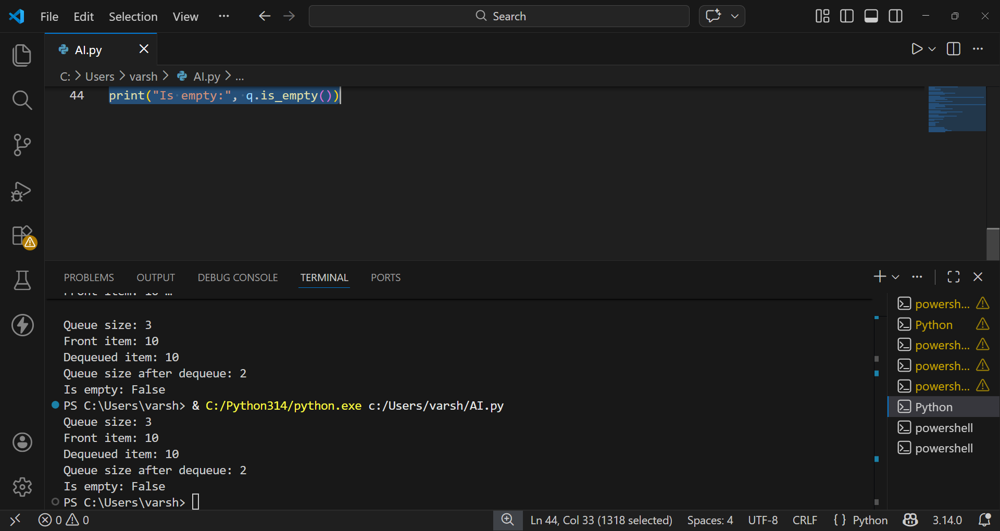 File Edit Selection View ··· Search
AI.py
C: > Users > varsh > AI.py > ...
44 print("Is empty:", q.is_empty())
PROBLEMS OUTPUT DEBUG CONSOLE TERMINAL PORTS
Front item: 10 …
Queue size: 3
Front item: 10
Dequeued item: 10
Queue size after dequeue: 2
Is empty: False
PS C:\Users\varsh> & C:/Python314/python.exe c:/Users/varsh/AI.py
Queue size: 3
Front item: 10
Dequeued item: 10
Queue size after dequeue: 2
Is empty: False
PS C:\Users\varsh>
powersh...
Python
powersh...
powersh...
powersh...
Python
powershell
powershell
0 0 Ln 44, Col 33 (1318 selected) Spaces: 4 UTF-8 CRLF { } Python 3.14.0